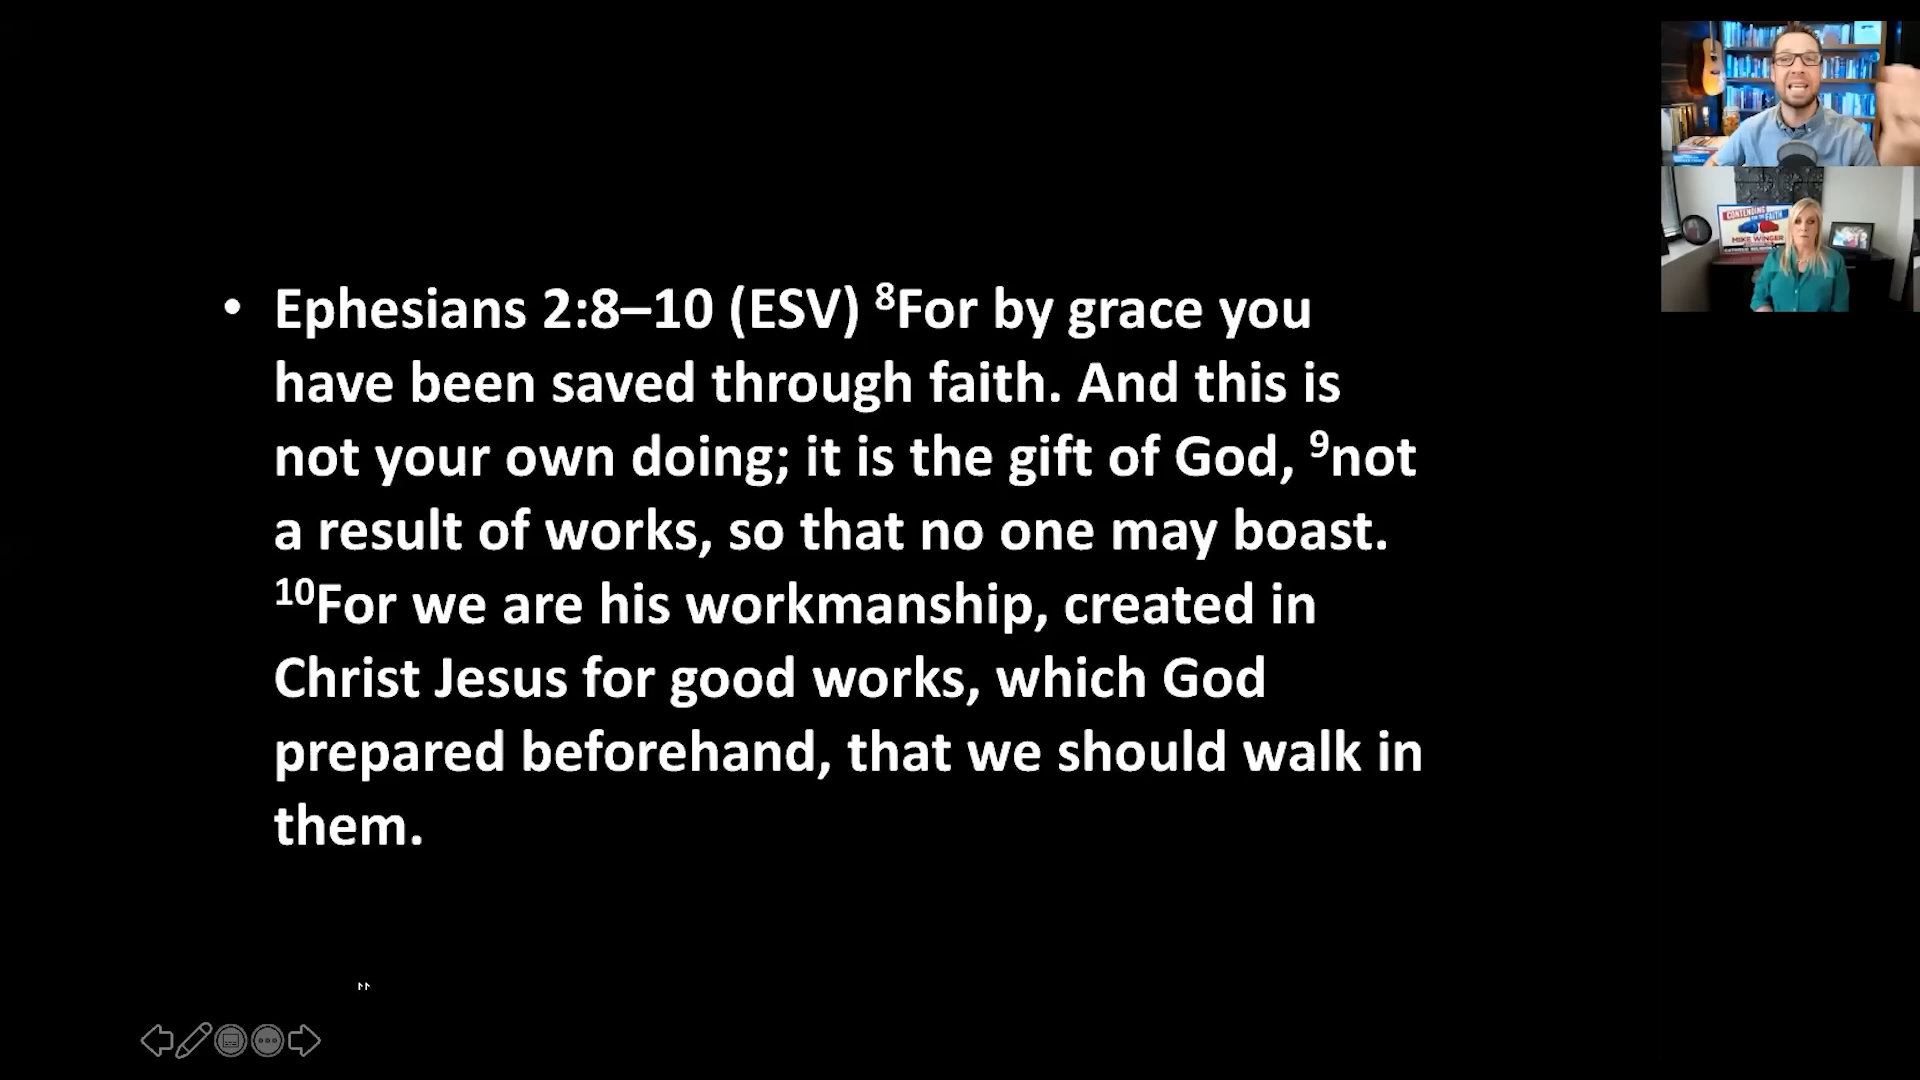 • Ephesians 2:8–10 (ESV) ⁸For by grace you
have been saved through faith. And this is
not your own doing; it is the gift of God, ⁹not
a result of works, so that no one may boast.
¹⁰For we are his workmanship, created in
Christ Jesus for good works, which God
prepared beforehand, that we should walk in
them.
CONTENDING
FOR THE FAITH
MIKE WINGER